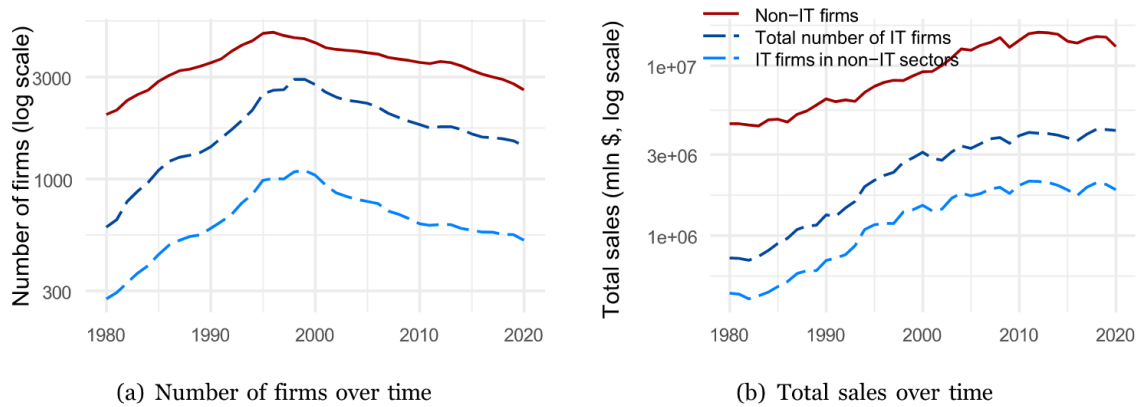 Number of firms (log scale)
3000
1000
300
1980
1990
2000
2010
2020
(a) Number of firms over time
Total sales (mln $, log scale)
Non−IT firms
Total number of IT firms
IT firms in non−IT sectors
1e+07
3e+06
1e+06
1980
1990
2000
2010
2020
(b) Total sales over time